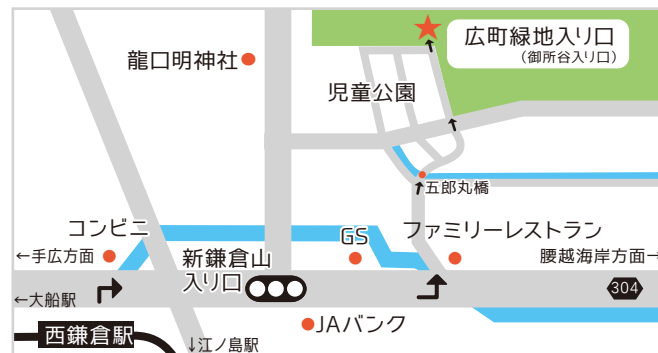 広町緑地入り口
（御所谷入り口）
龍口明神社
児童公園
五郎丸橋
コンビニ
GS
ファミリーレストラン
←手広方面
新鎌倉山
入り口
腰越海岸方面→
←大船駅
304
JAバンク
西鎌倉駅
↓江ノ島駅